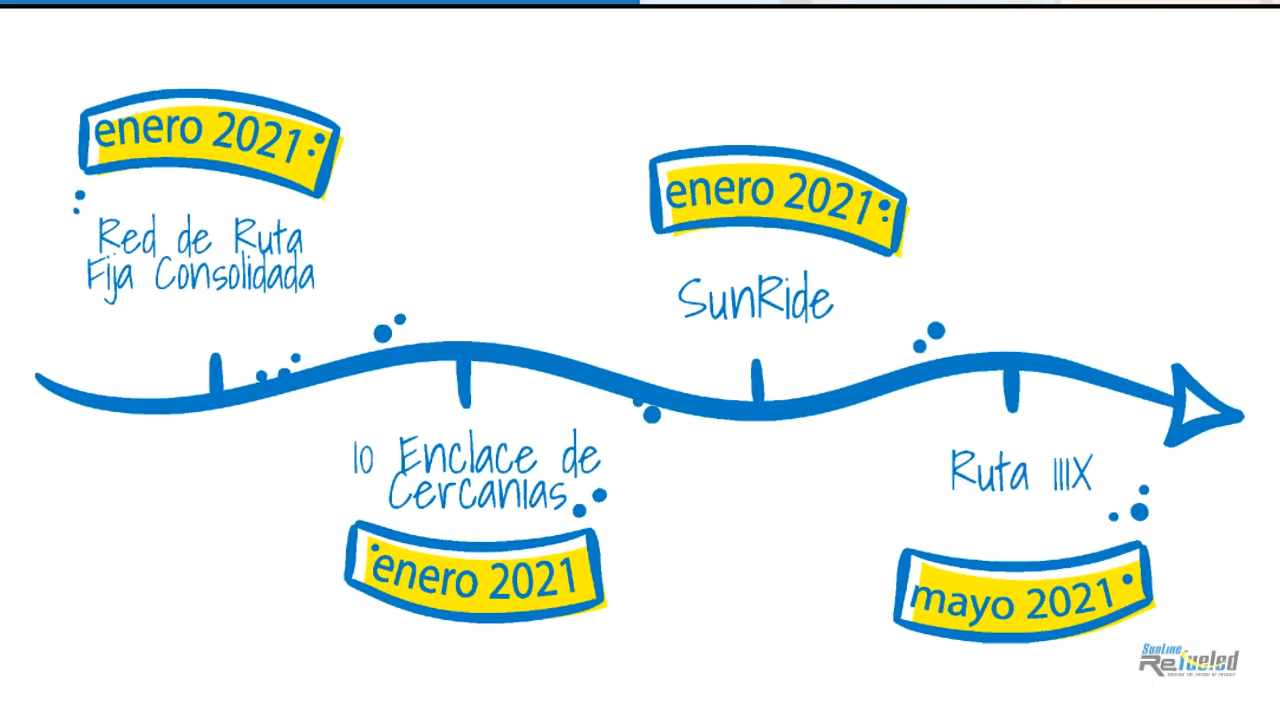 enero 2021
Red de Ruta
Fija Consolidada
10 Enclace de
Cercanias
enero 2021
enero 2021
SunRide
Ruta 111X
mayo 2021
SunLine
Refueled